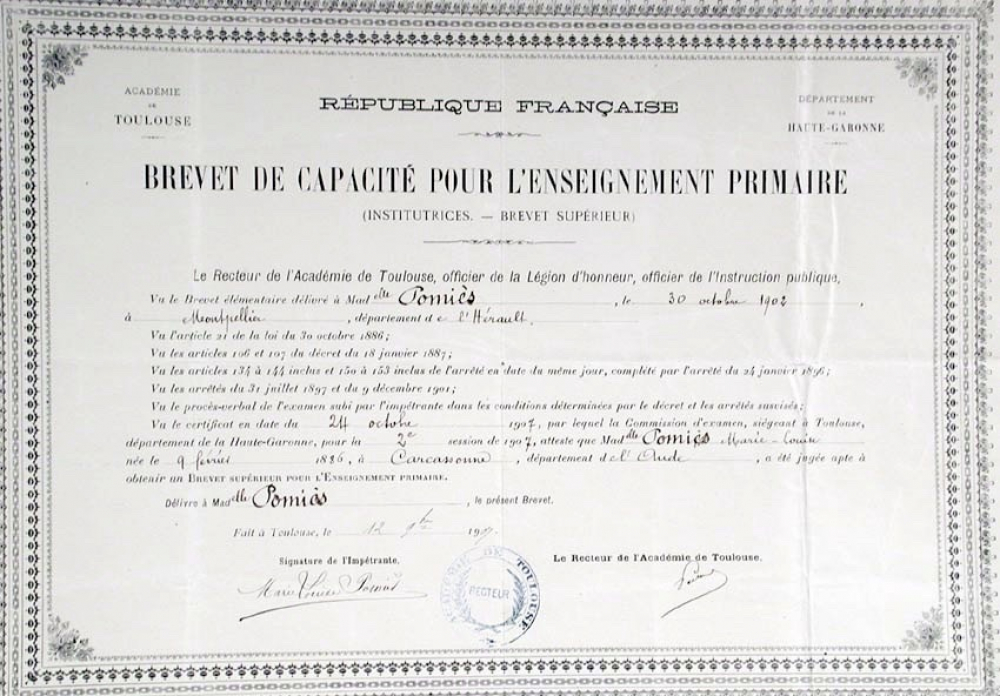 ACADÉMIE
DE
TOULOUSE
RÉPUBLIQUE FRANÇAISE
DÉPARTEMENT
DE LA
HAUTE-GARONNE
BREVET DE CAPACITÉ POUR L'ENSEIGNEMENT PRIMAIRE
(INSTITUTRICES. — BREVET SUPÉRIEUR)
Le Recteur de l'Académie de Toulouse, officier de la Légion d'honneur, officier de l'Instruction publique,
Vu le Brevet élémentaire délivré à Mad elle Pomiès , le 30 octobre 1902 ,
à Montpellier , département de l'Hérault.
Vu l'article 21 de la loi du 30 octobre 1886;
Vu les articles 106 et 107 du décret du 18 janvier 1887;
Vu les articles 134 à 144 inclus et 150 à 153 inclus de l'arrêté en date du même jour, complété par l'arrêté du 24 janvier 1896;
Vu les arrêtés du 31 juillet 1897 et du 9 décembre 1901;
Vu le procès-verbal de l'examen subi par l'impétrante dans les conditions déterminées par le décret et les arrêtés susvisés;
Vu le certificat en date du 24 octobre 1907, par lequel la Commission d'examen, siégeant à Toulouse,
département de la Haute-Garonne, pour la 2e session de 1907, atteste que Mad elle Pomiès Marie-Louise
née le 9 février 1886, à Carcassonne , département de l'Aude , a été jugée apte à
obtenir un BREVET SUPÉRIEUR POUR L'ENSEIGNEMENT PRIMAIRE.
Délivré à Mad elle Pomiès , le présent Brevet.
Fait à Toulouse, le 12 9bre 1907.
Signature de l'Impétrante,
Le Recteur de l'Académie de Toulouse.
Marie Louise Pomiès
ACADÉMIE DE TOULOUSE
RECTEUR